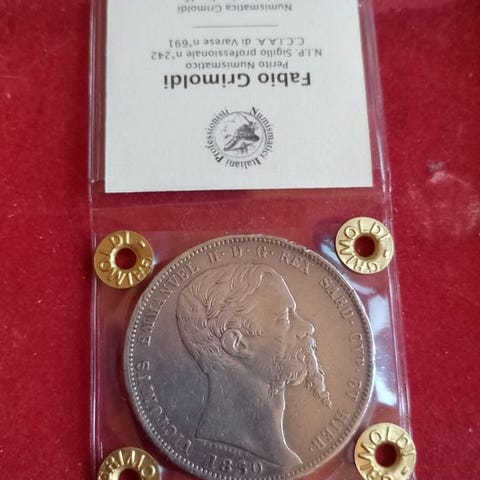 Fabio Grimoldi
Perito Numismatico
N.I.P. Sigillo professionale n°242
C.C.I.A.A. di Varese n°691
Numismatica Grimoldi
Numismatici Italiani Professionisti
GRIMOLDI
GRIMOLDI
VICTORIUS EMMANUEL II · D · G · REX SARD · CYP · ET HIER ·
1850
GRIMO
GRIMOLDI